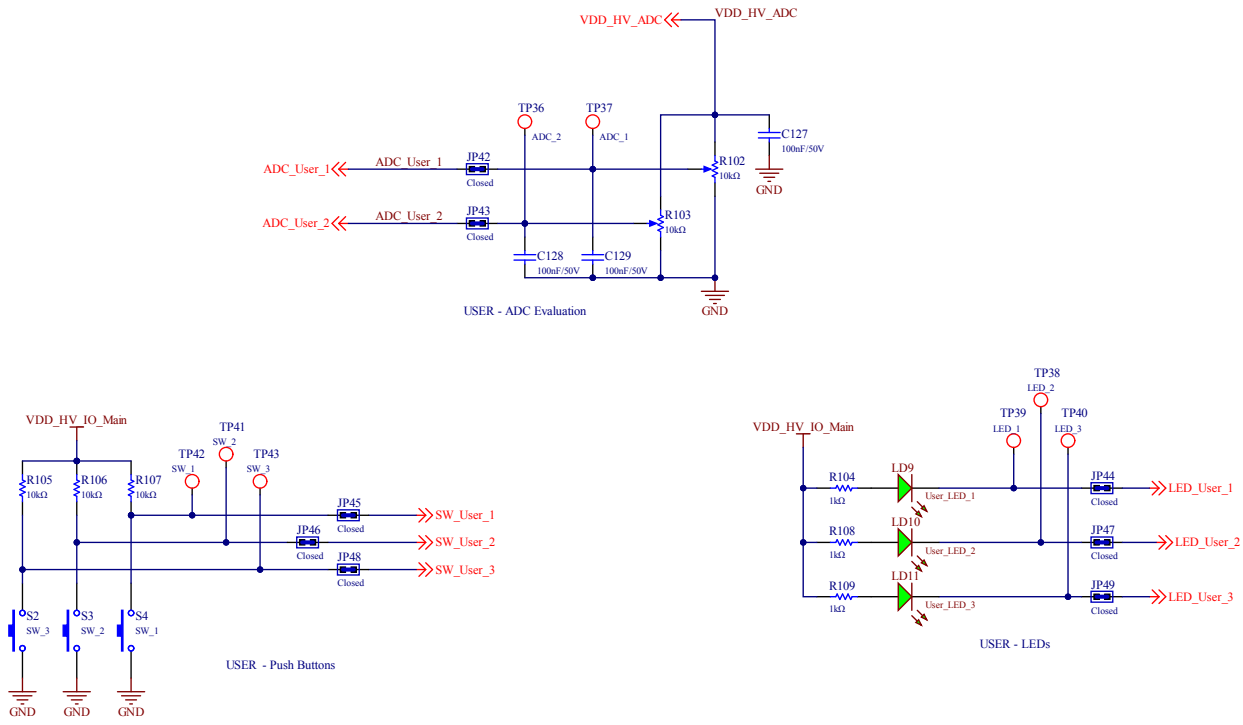 VDD_HV_ADC
VDD_HV_ADC
TP36
TP37
ADC_2
ADC_1
C127
100nF/50V
GND
ADC_User_1
ADC_User_1
JP42
Closed
R102
10kΩ
ADC_User_2
ADC_User_2
JP43
Closed
R103
10kΩ
C128
100nF/50V
C129
100nF/50V
GND
USER - ADC Evaluation
VDD_HV_IO_Main
TP41
SW_2
TP42
SW_1
TP43
SW_3
R105
10kΩ
R106
10kΩ
R107
10kΩ
JP45
Closed
SW_User_1
JP46
Closed
SW_User_2
JP48
Closed
SW_User_3
S2
SW_3
S3
SW_2
S4
SW_1
USER - Push Buttons
GND
GND
GND
TP38
LED_2
TP39
LED_1
TP40
LED_3
VDD_HV_IO_Main
R104
1kΩ
LD9
User_LED_1
JP44
Closed
LED_User_1
R108
1kΩ
LD10
User_LED_2
JP47
Closed
LED_User_2
R109
1kΩ
LD11
User_LED_3
JP49
Closed
LED_User_3
USER - LEDs